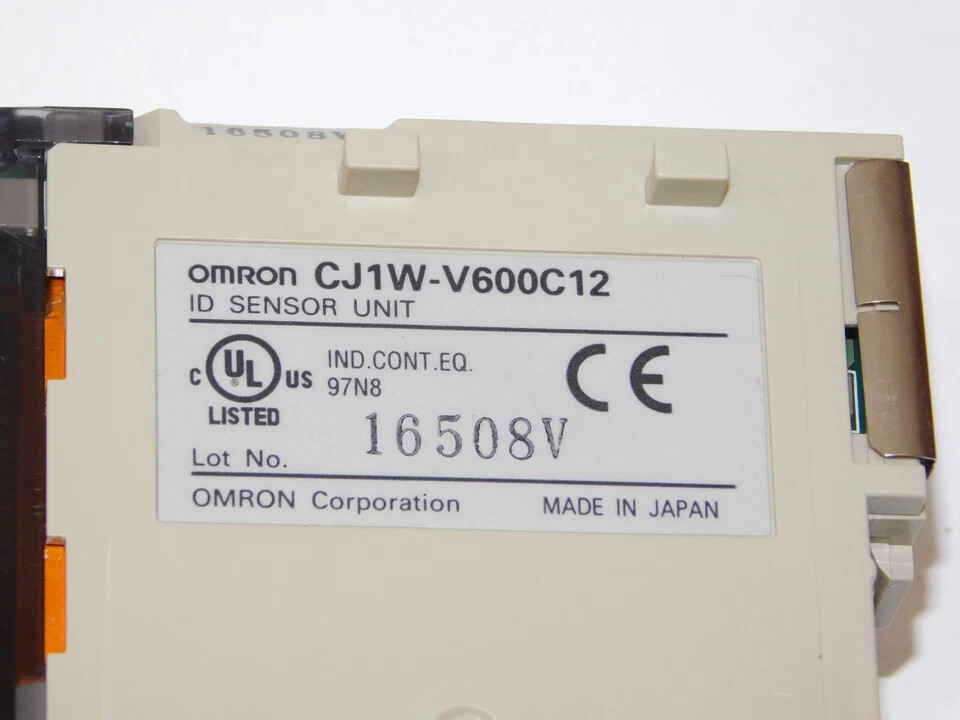 16508V
omron CJ1W-V600C12
ID SENSOR UNIT
C UL ® US
LISTED
IND.CONT.EQ.
97N8
CE
Lot No. 16508V
OMRON Corporation MADE IN JAPAN